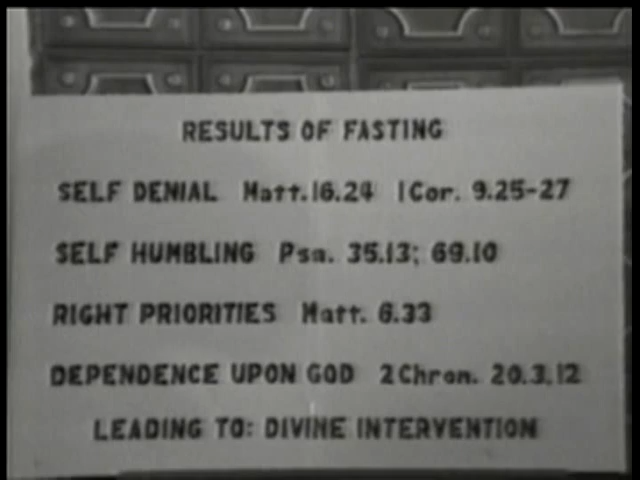 RESULTS OF FASTING
SELF DENIAL Matt.16.24 1Cor. 9.25-27
SELF HUMBLING Psa. 35.13; 69.10
RIGHT PRIORITIES Matt. 6.33
DEPENDENCE UPON GOD 2Chron. 20.3,12
LEADING TO: DIVINE INTERVENTION